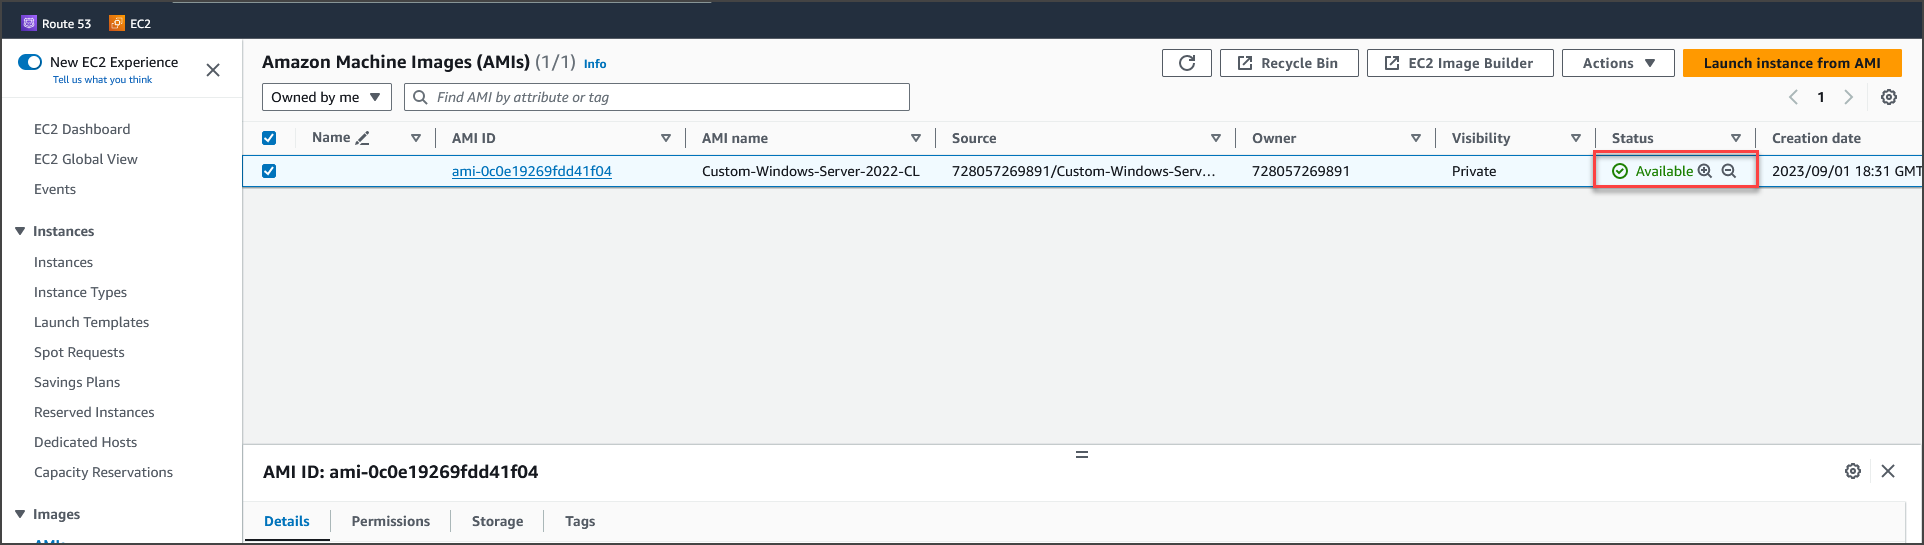 Route 53 EC2
New EC2 Experience
Tell us what you think
EC2 Dashboard
EC2 Global View
Events
Instances
Instances
Instance Types
Launch Templates
Spot Requests
Savings Plans
Reserved Instances
Dedicated Hosts
Capacity Reservations
Images
AMIs
Amazon Machine Images (AMIs) (1/1) Info
Recycle Bin EC2 Image Builder Actions Launch instance from AMI
Owned by me Find AMI by attribute or tag 1
Name AMI ID AMI name Source Owner Visibility Status Creation date
ami-0c0e19269fdd41f04 Custom-Windows-Server-2022-CL 728057269891/Custom-Windows-Serv... 728057269891 Private Available 2023/09/01 18:31 GMT
AMI ID: ami-0c0e19269fdd41f04
Details Permissions Storage Tags